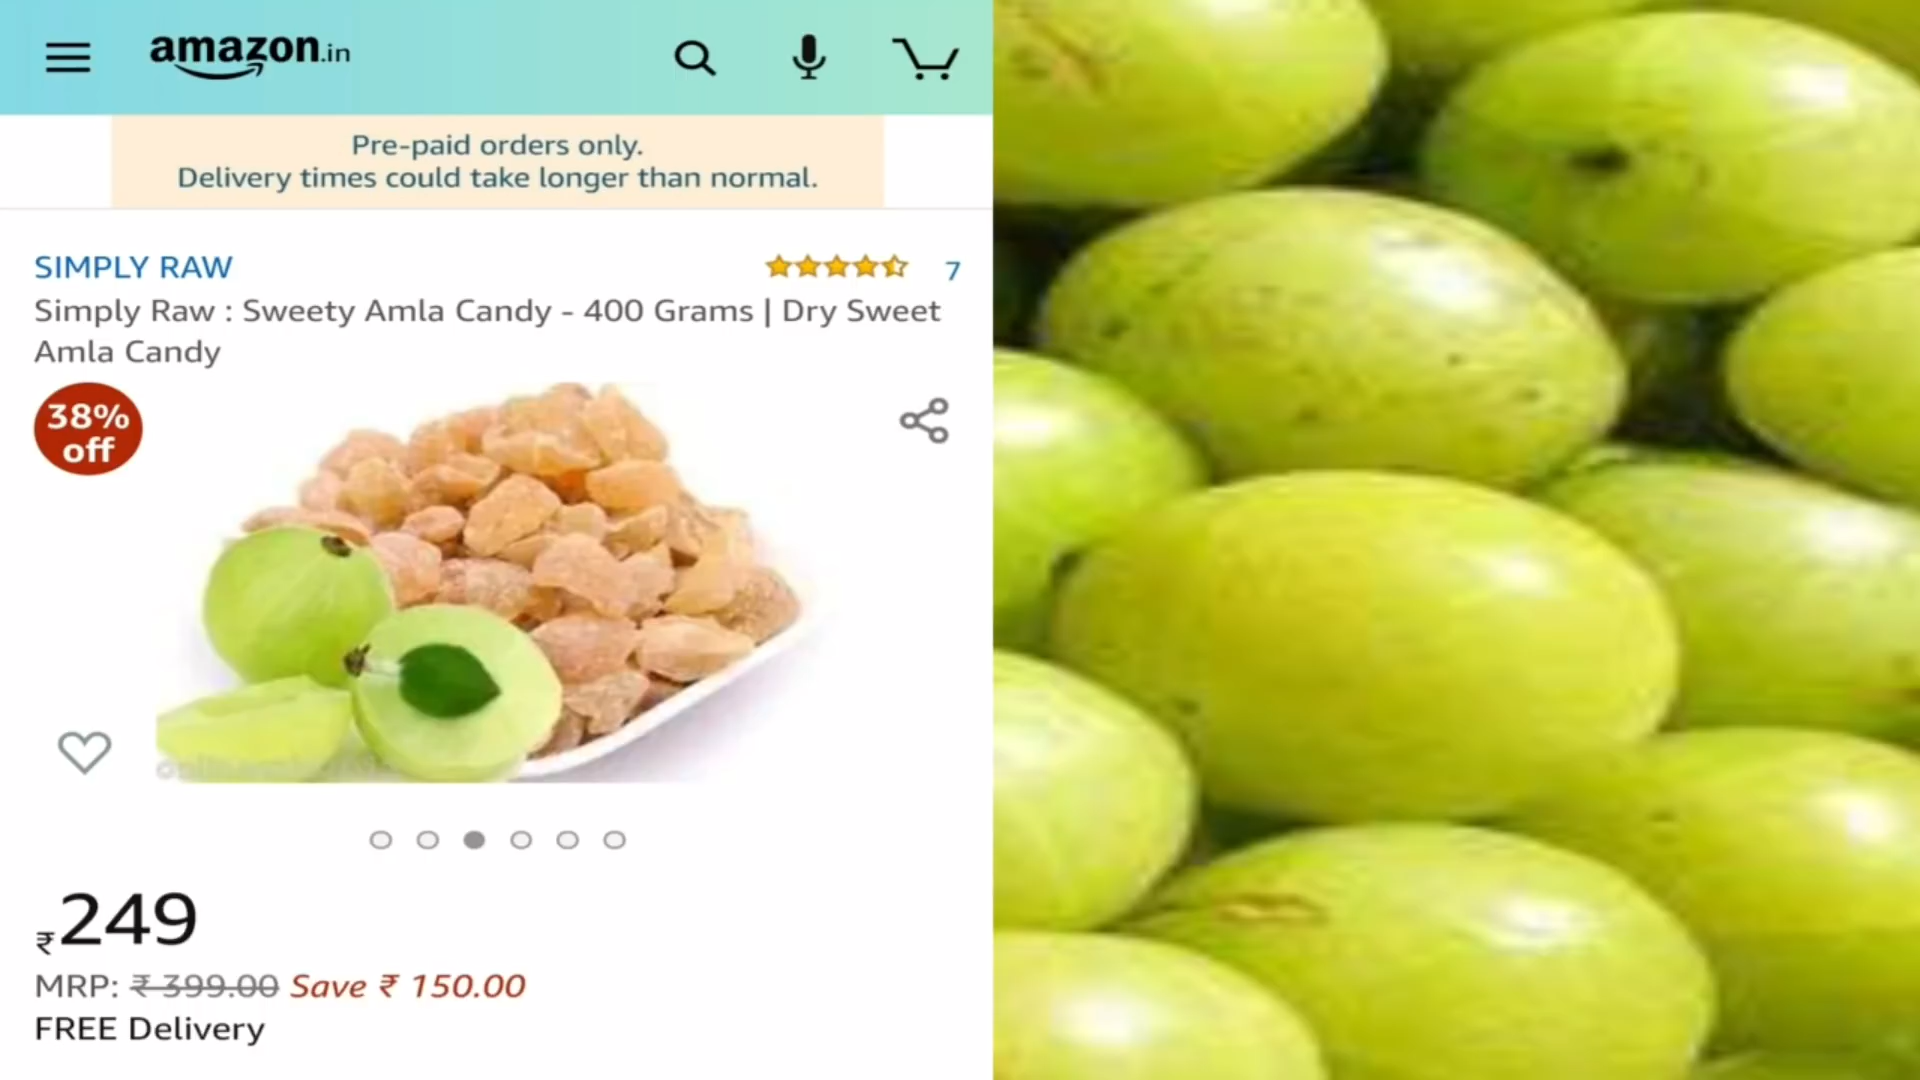 amazon.in
Pre-paid orders only.
Delivery times could take longer than normal.
SIMPLY RAW
7
Simply Raw : Sweety Amla Candy - 400 Grams | Dry Sweet
Amla Candy
38%
off
₹249
MRP: ₹ 399.00 Save ₹ 150.00
FREE Delivery